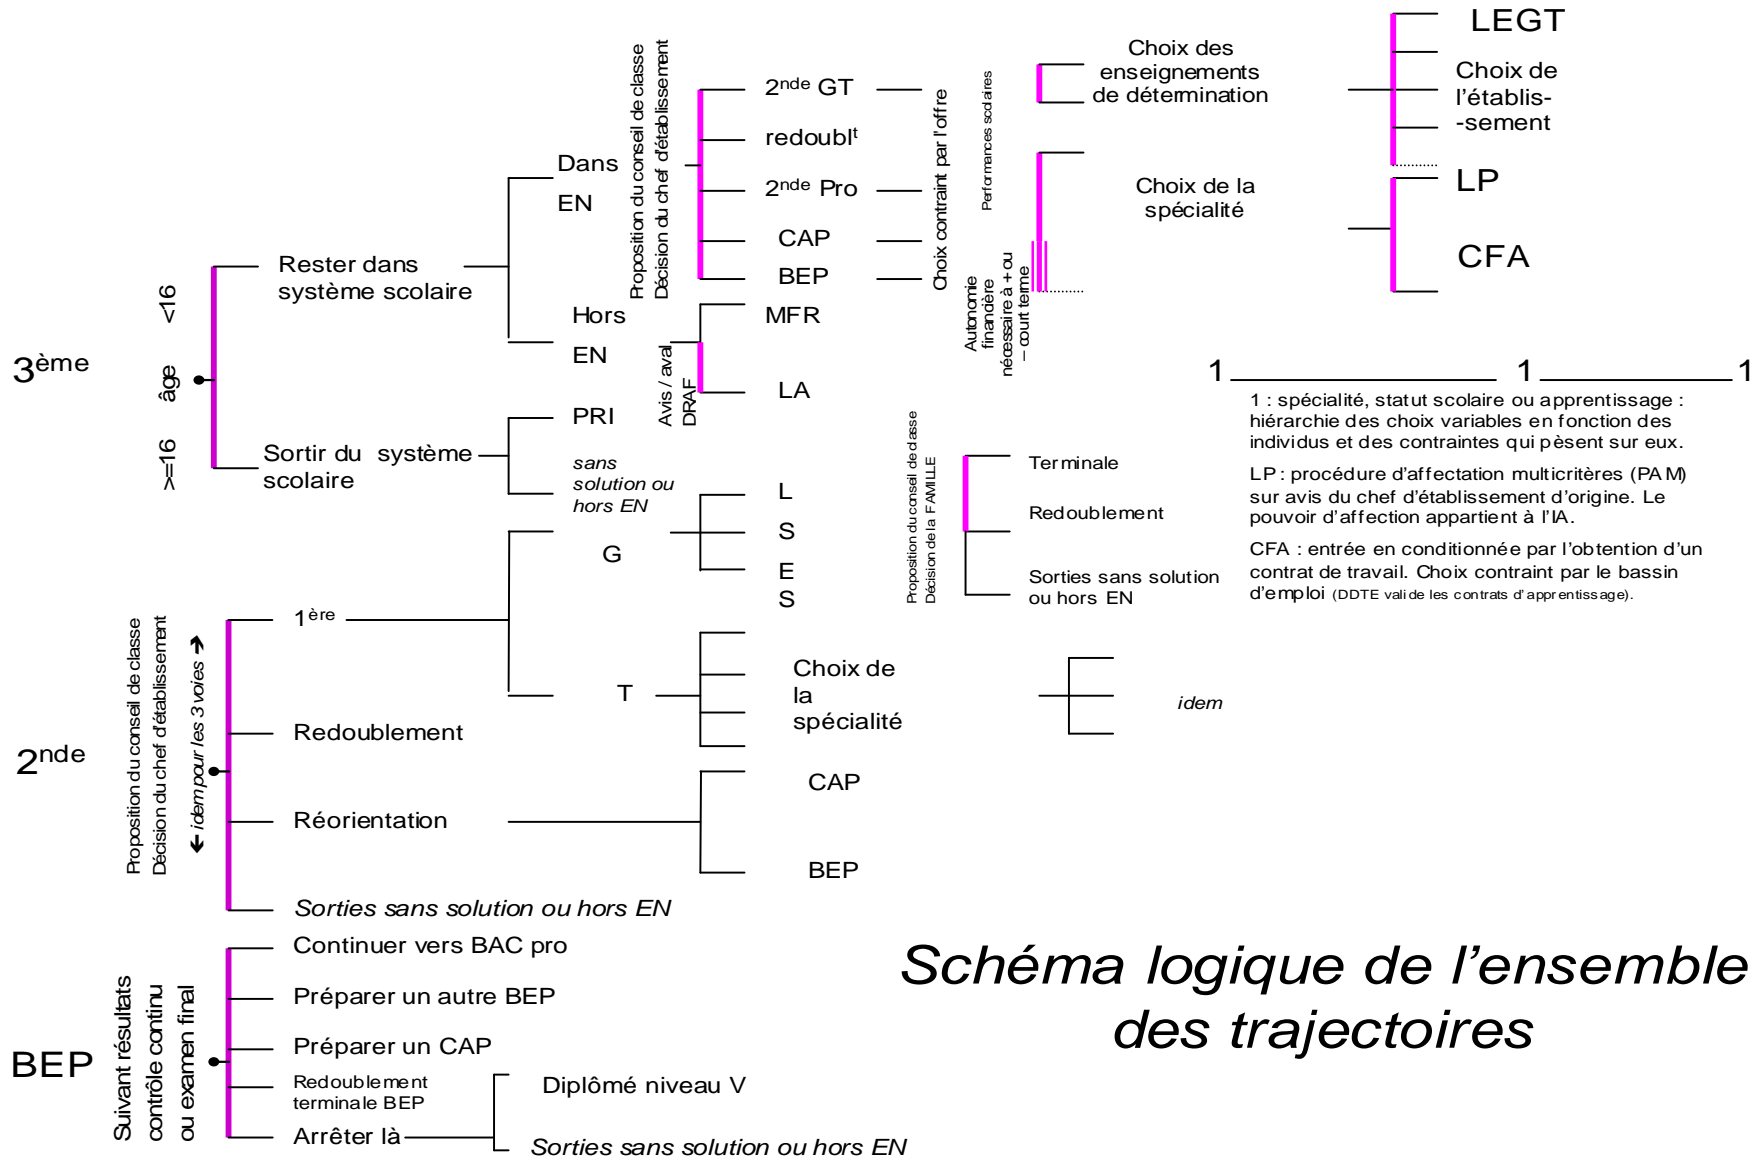 3ème
âge
<16
>=16
Rester dans
système scolaire
Sortir du système
scolaire
Dans
EN
Hors
EN
PRI
sans
solution ou
hors EN
Proposition du conseil de classe
Décision du chef d'établissement
Avis / aval
DRAF
2nde GT
redoublt
2nde Pro
CAP
BEP
MFR
LA
Choix contraint par l'offre
Performances scolaires
Autonomie
financière
nécessaire à + ou
– court terme
Choix des
enseignements
de détermination
Choix de la
spécialité
LEGT
Choix de
l'établis-
-sement
LP
CFA
1 1 1
1 : spécialité, statut scolaire ou apprentissage :
hiérarchie des choix variables en fonction des
individus et des contraintes qui pèsent sur eux.
LP : procédure d'affectation multicritères (PAM)
sur avis du chef d'établissement d'origine. Le
pouvoir d'affection appartient à l'IA.
CFA : entrée en conditionnée par l'obtention d'un
contrat de travail. Choix contraint par le bassin
d'emploi (DDTE valide les contrats d'apprentissage).
2nde
Proposition du conseil de classe
Décision du chef d'établissement
← idem pour les 3 voies →
1ère
Redoublement
Réorientation
Sorties sans solution ou hors EN
G
T
L
S
E
S
Choix de
la
spécialité
CAP
BEP
Proposition du conseil de classe
Décision de la FAMILLE
Terminale
Redoublement
Sorties sans solution
ou hors EN
idem
BEP
Suivant résultats
contrôle continu
ou examen final
Continuer vers BAC pro
Préparer un autre BEP
Préparer un CAP
Redoublement
terminale BEP
Arrêter là
Diplômé niveau V
Sorties sans solution ou hors EN
Schéma logique de l'ensemble
des trajectoires